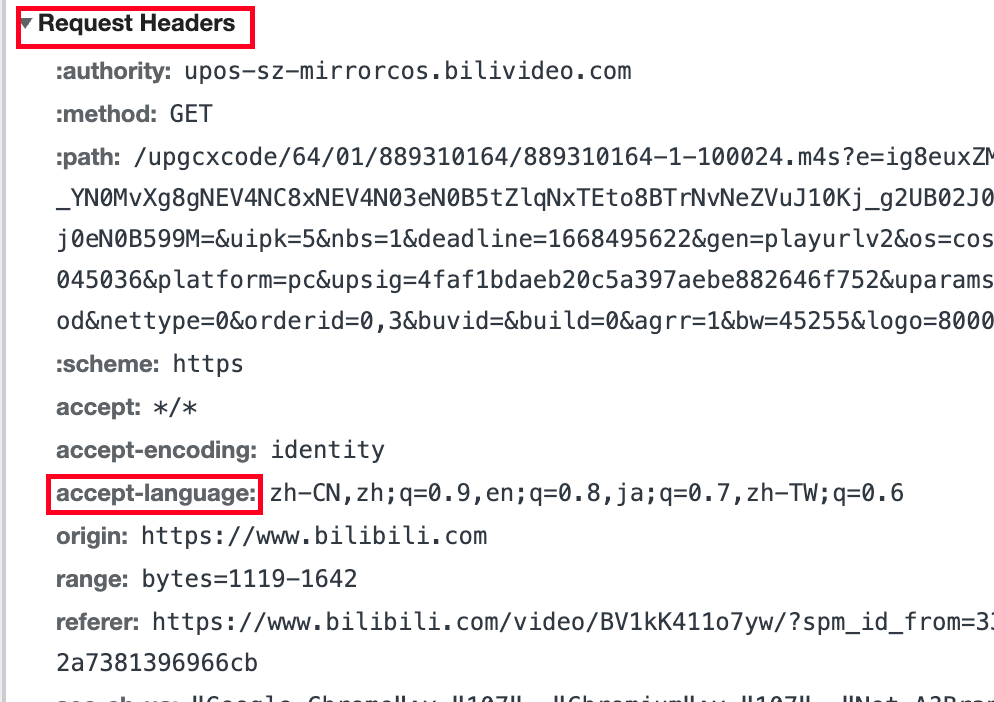 Request Headers
:authority: upos-sz-mirrorcos.bilivideo.com
:method: GET
:path: /upgcxcode/64/01/889310164/889310164-1-100024.m4s?e=ig8euxZM
_YN0MvXg8gNEV4NC8xNEV4N03eN0B5tZlqNxTEto8BTrNvNeZVuJ10Kj_g2UB02J0
j0eN0B599M=&uipk=5&nbs=1&deadline=1668495622&gen=playurlv2&os=cos
045036&platform=pc&upsig=4faf1bdaeb20c5a397aebe882646f752&uparams
od&nettype=0&orderid=0,3&buvid=&build=0&agrr=1&bw=45255&logo=8000
:scheme: https
accept: */*
accept-encoding: identity
accept-language: zh-CN,zh;q=0.9,en;q=0.8,ja;q=0.7,zh-TW;q=0.6
origin: https://www.bilibili.com
range: bytes=1119-1642
referer: https://www.bilibili.com/video/BV1kK411o7yw/?spm_id_from=33
2a7381396966cb